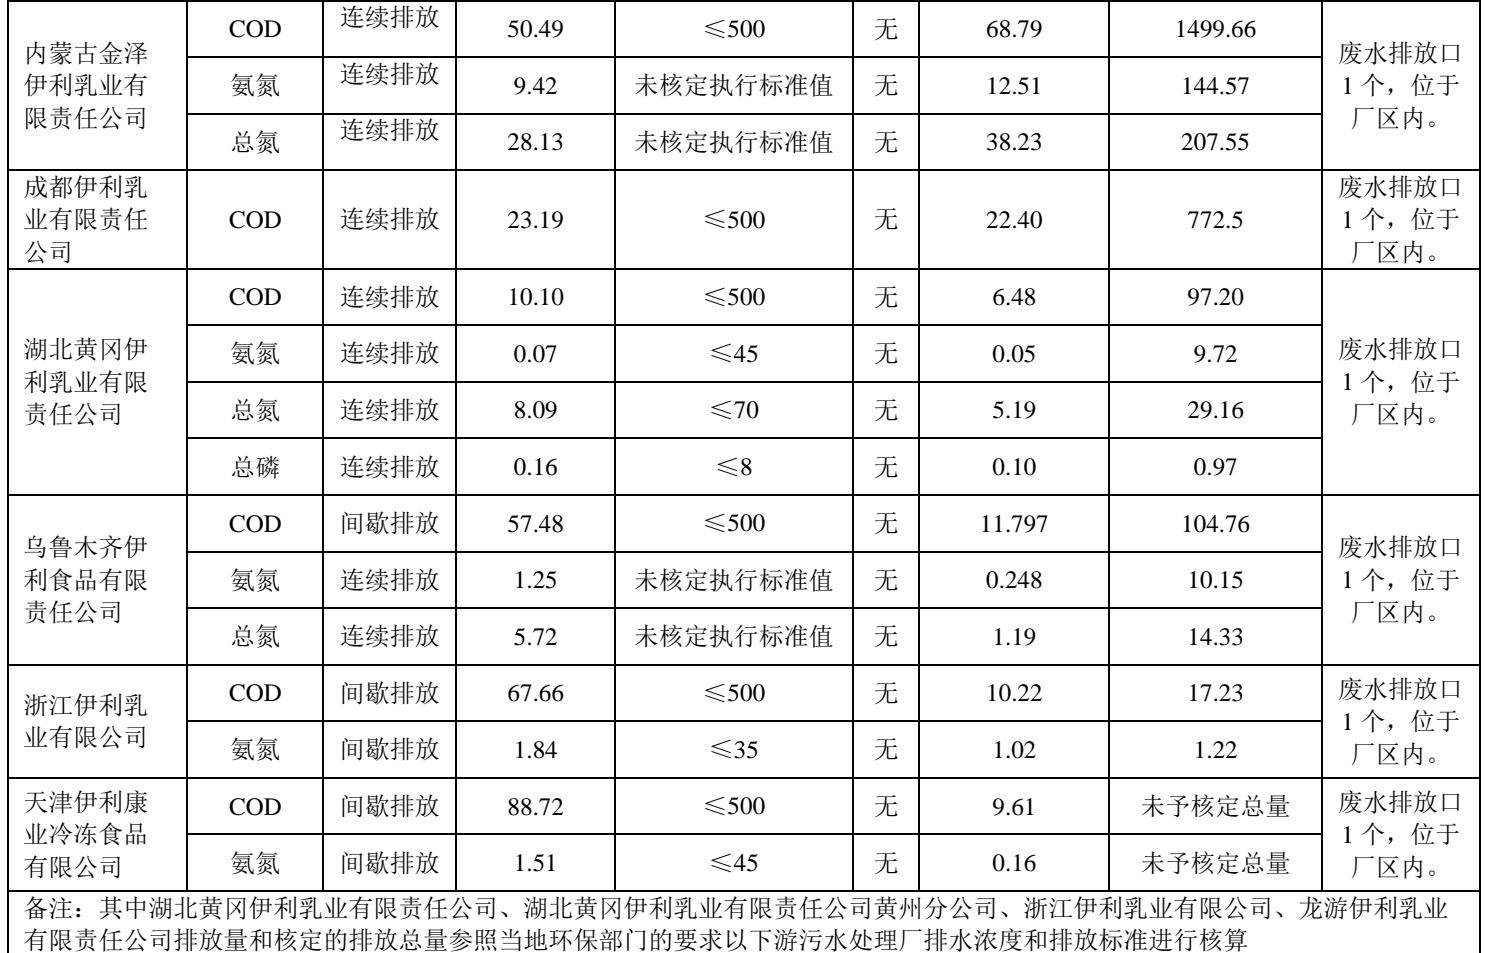 内蒙古金泽
伊利乳业有
限责任公司
COD 连续排放 50.49 ≤500 无 68.79 1499.66
氨氮 连续排放 9.42 未核定执行标准值 无 12.51 144.57
总氮 连续排放 28.13 未核定执行标准值 无 38.23 207.55
废水排放口
1个，位于
厂区内。
成都伊利乳
业有限责任
公司
COD 连续排放 23.19 ≤500 无 22.40 772.5
废水排放口
1个，位于
厂区内。
湖北黄冈伊
利乳业有限
责任公司
COD 连续排放 10.10 ≤500 无 6.48 97.20
氨氮 连续排放 0.07 ≤45 无 0.05 9.72
总氮 连续排放 8.09 ≤70 无 5.19 29.16
总磷 连续排放 0.16 ≤8 无 0.10 0.97
废水排放口
1个，位于
厂区内。
乌鲁木齐伊
利食品有限
责任公司
COD 间歇排放 57.48 ≤500 无 11.797 104.76
氨氮 连续排放 1.25 未核定执行标准值 无 0.248 10.15
总氮 连续排放 5.72 未核定执行标准值 无 1.19 14.33
废水排放口
1个，位于
厂区内。
浙江伊利乳
业有限公司
COD 间歇排放 67.66 ≤500 无 10.22 17.23
氨氮 间歇排放 1.84 ≤35 无 1.02 1.22
废水排放口
1个，位于
厂区内。
天津伊利康
业冷冻食品
有限公司
COD 间歇排放 88.72 ≤500 无 9.61 未予核定总量
氨氮 间歇排放 1.51 ≤45 无 0.16 未予核定总量
废水排放口
1个，位于
厂区内。
备注：其中湖北黄冈伊利乳业有限责任公司、湖北黄冈伊利乳业有限责任公司黄州分公司、浙江伊利乳业有限公司、龙游伊利乳业
有限责任公司排放量和核定的排放总量参照当地环保部门的要求以下游污水处理厂排水浓度和排放标准进行核算